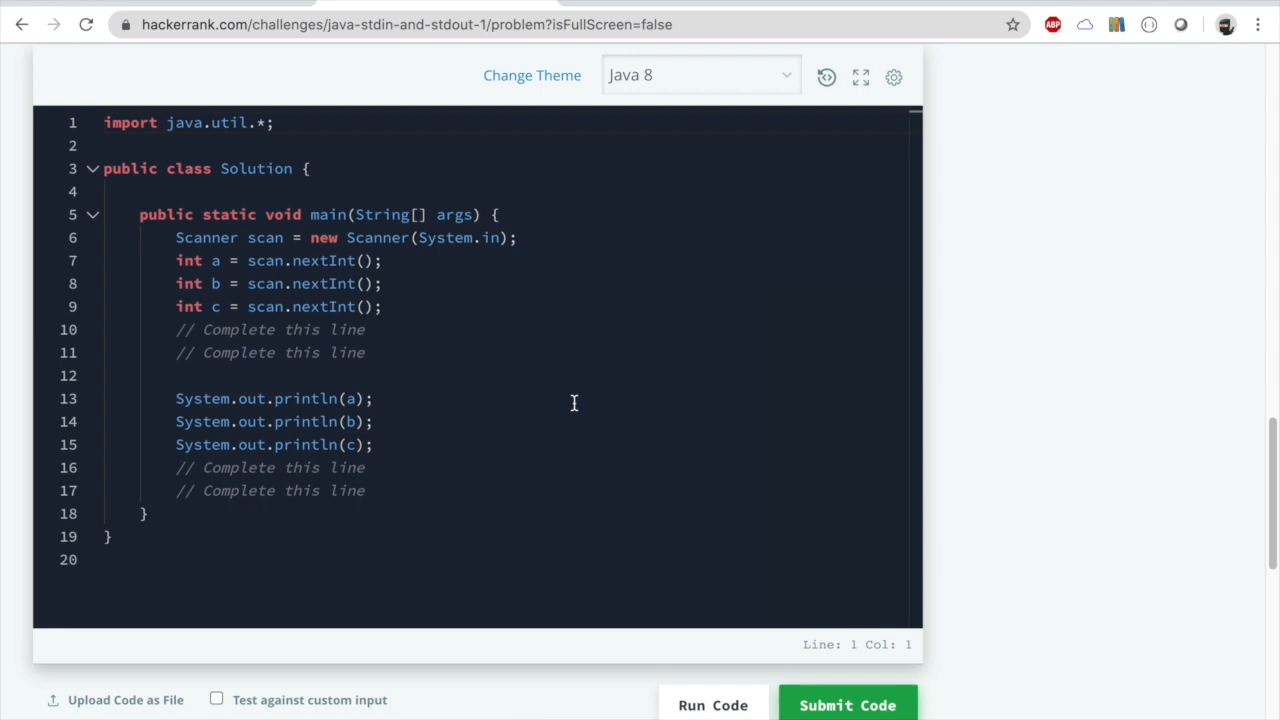 hackerrank.com/challenges/java-stdin-and-stdout-1/problem?isFullScreen=false
ABP
Change Theme
Java 8
1 import java.util.*;
2
3 public class Solution {
4
5 public static void main(String[] args) {
6 Scanner scan = new Scanner(System.in);
7 int a = scan.nextInt();
8 int b = scan.nextInt();
9 int c = scan.nextInt();
10 // Complete this line
11 // Complete this line
12
13 System.out.println(a);
14 System.out.println(b);
15 System.out.println(c);
16 // Complete this line
17 // Complete this line
18 }
19 }
20
Line: 1 Col: 1
Upload Code as File
Test against custom input
Run Code
Submit Code